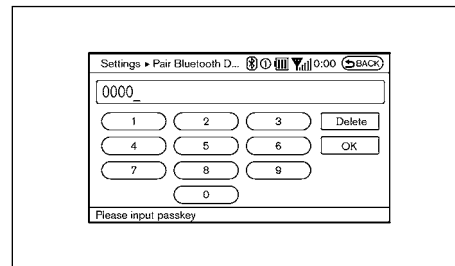 Settings ▸ Pair Bluetooth D... 1 0:00 BACK
0000_
1 2 3 Delete
4 5 6 OK
7 8 9
0
Please input passkey